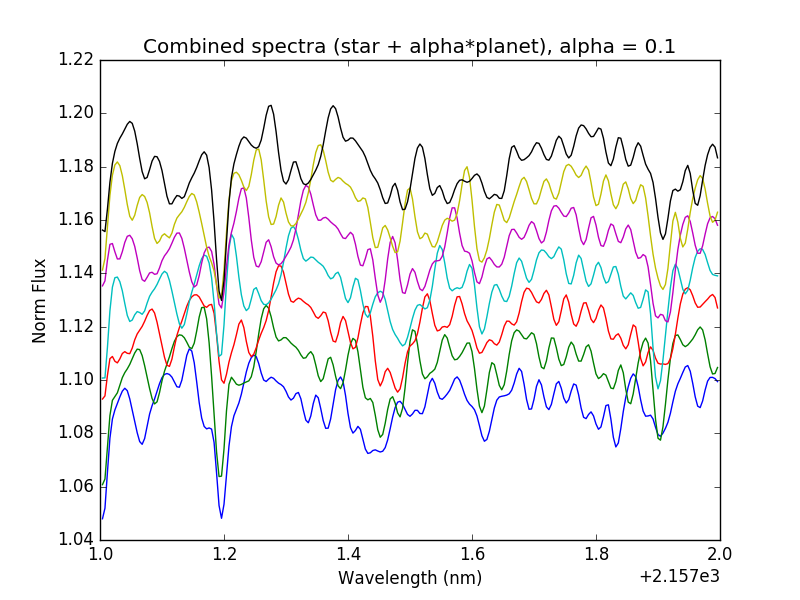 Combined spectra (star + alpha*planet), alpha = 0.1
1.22
1.20
1.18
1.16
1.14
1.12
1.10
1.08
1.06
1.04
Norm Flux
1.0 1.2 1.4 1.6 1.8 2.0
Wavelength (nm)
+2.157e3